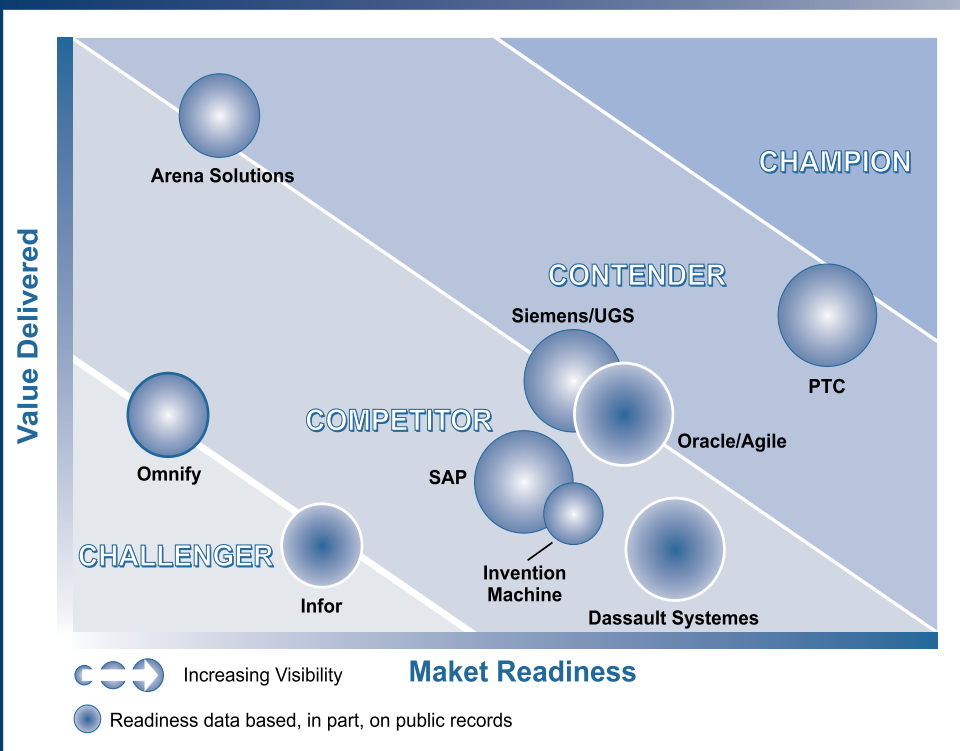 Value Delivered
Arena Solutions
CHAMPION
CONTENDER
Siemens/UGS
PTC
COMPETITOR
Oracle/Agile
Omnify
SAP
CHALLENGER
Invention
Machine
Infor
Dassault Systemes
Increasing Visibility
Maket Readiness
Readiness data based, in part, on public records